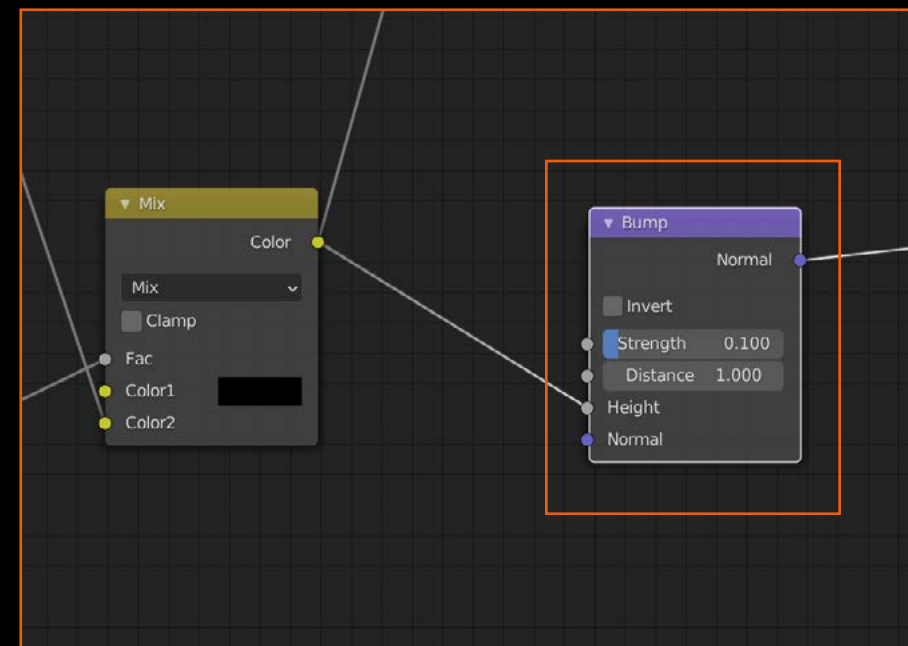 Mix
Color
Mix
Clamp
Fac
Color1
Color2
Bump
Normal
Invert
Strength 0.100
Distance 1.000
Height
Normal